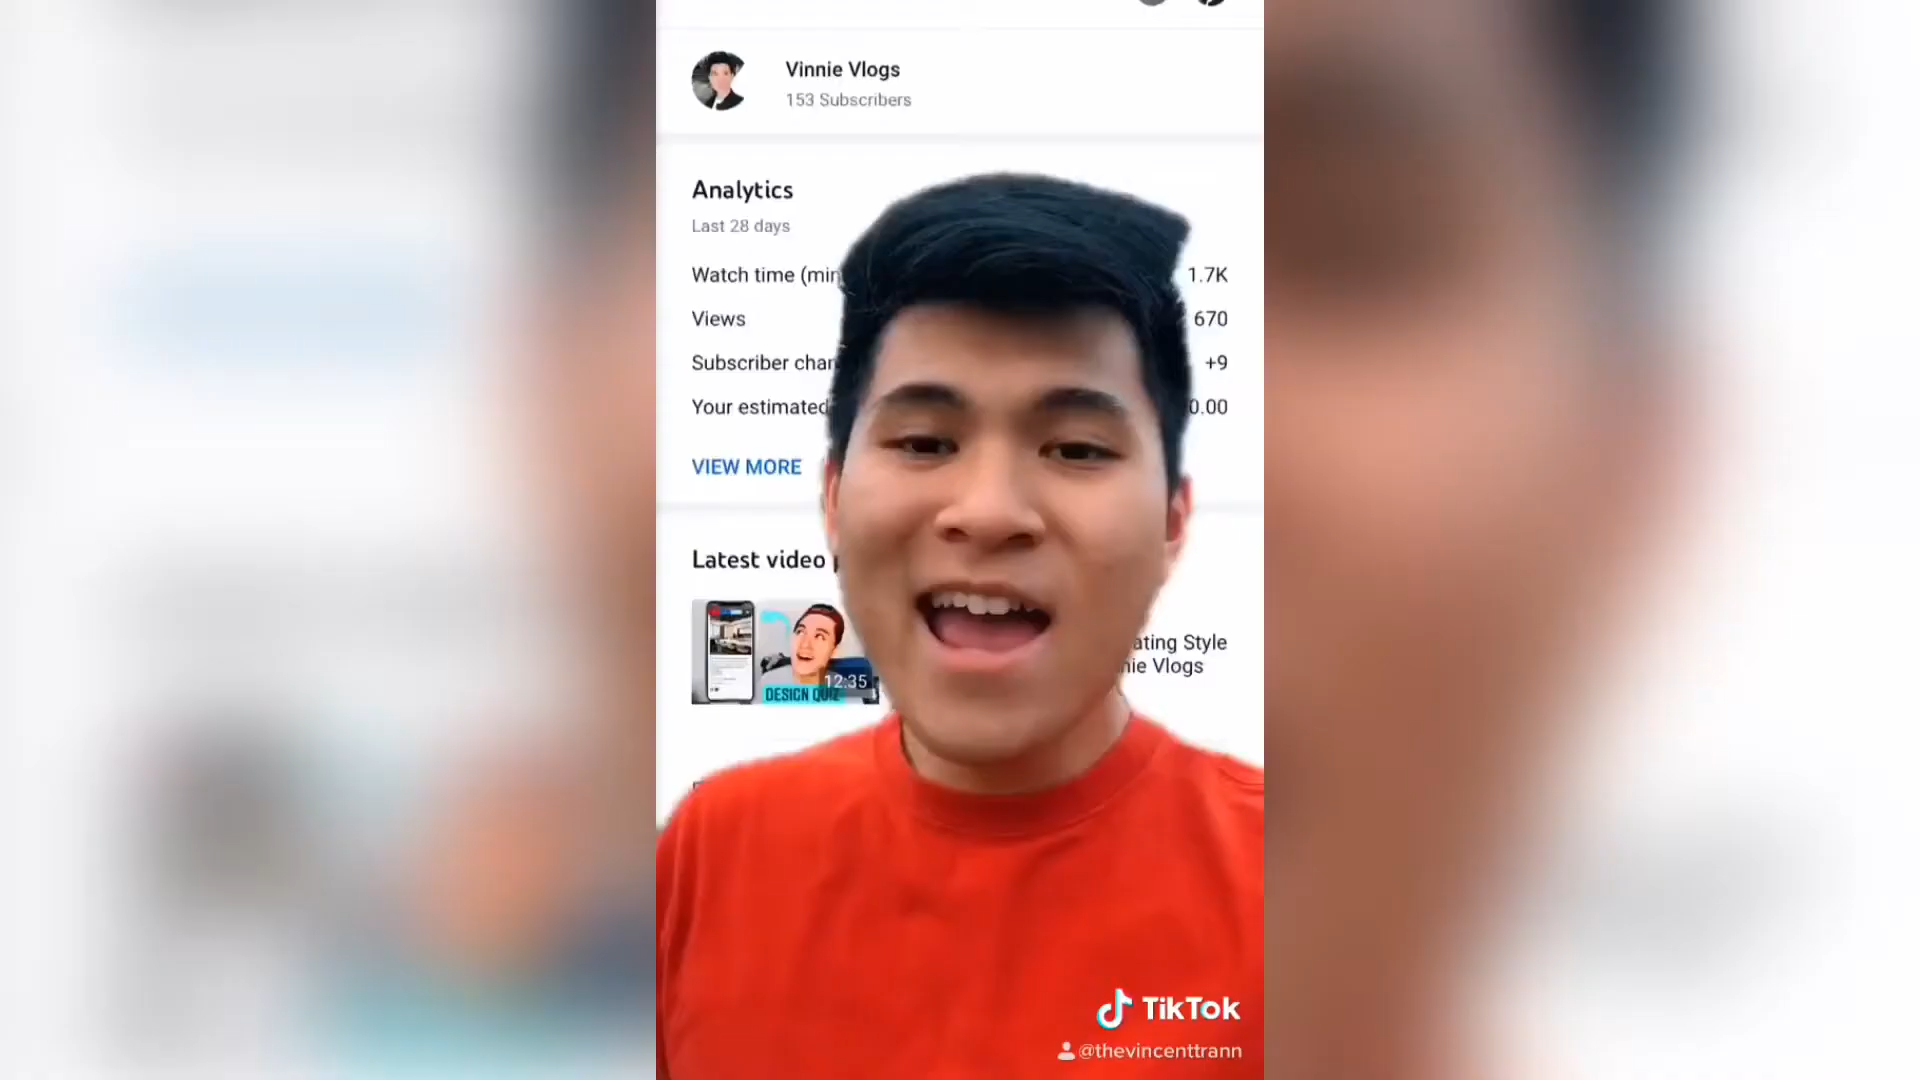 Vinnie Vlogs
153 Subscribers
Analytics
Last 28 days
Watch time (min 1.7K
Views 670
Subscriber chan +9
Your estimated 0.00
VIEW MORE
Latest video
12:35
DESIGN QUIZ
ating Style
nie Vlogs
TikTok
@thevincenttrann